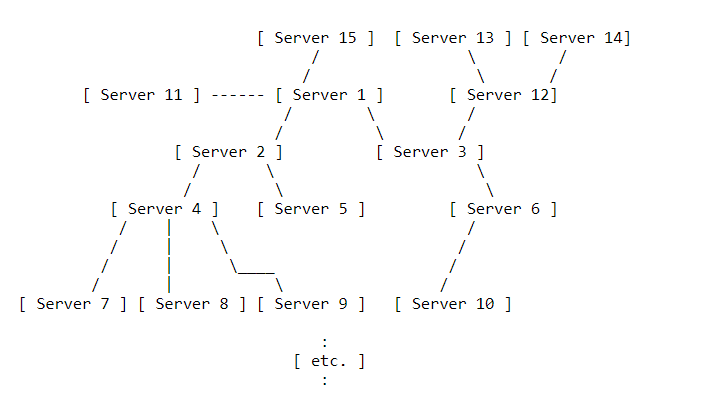 [ Server 15 ] [ Server 13 ] [ Server 14]
[ Server 11 ] ------ [ Server 1 ] [ Server 12]
[ Server 2 ] [ Server 3 ]
[ Server 4 ] [ Server 5 ] [ Server 6 ]
[ Server 7 ] [ Server 8 ] [ Server 9 ] [ Server 10 ]
:
[ etc. ]
: